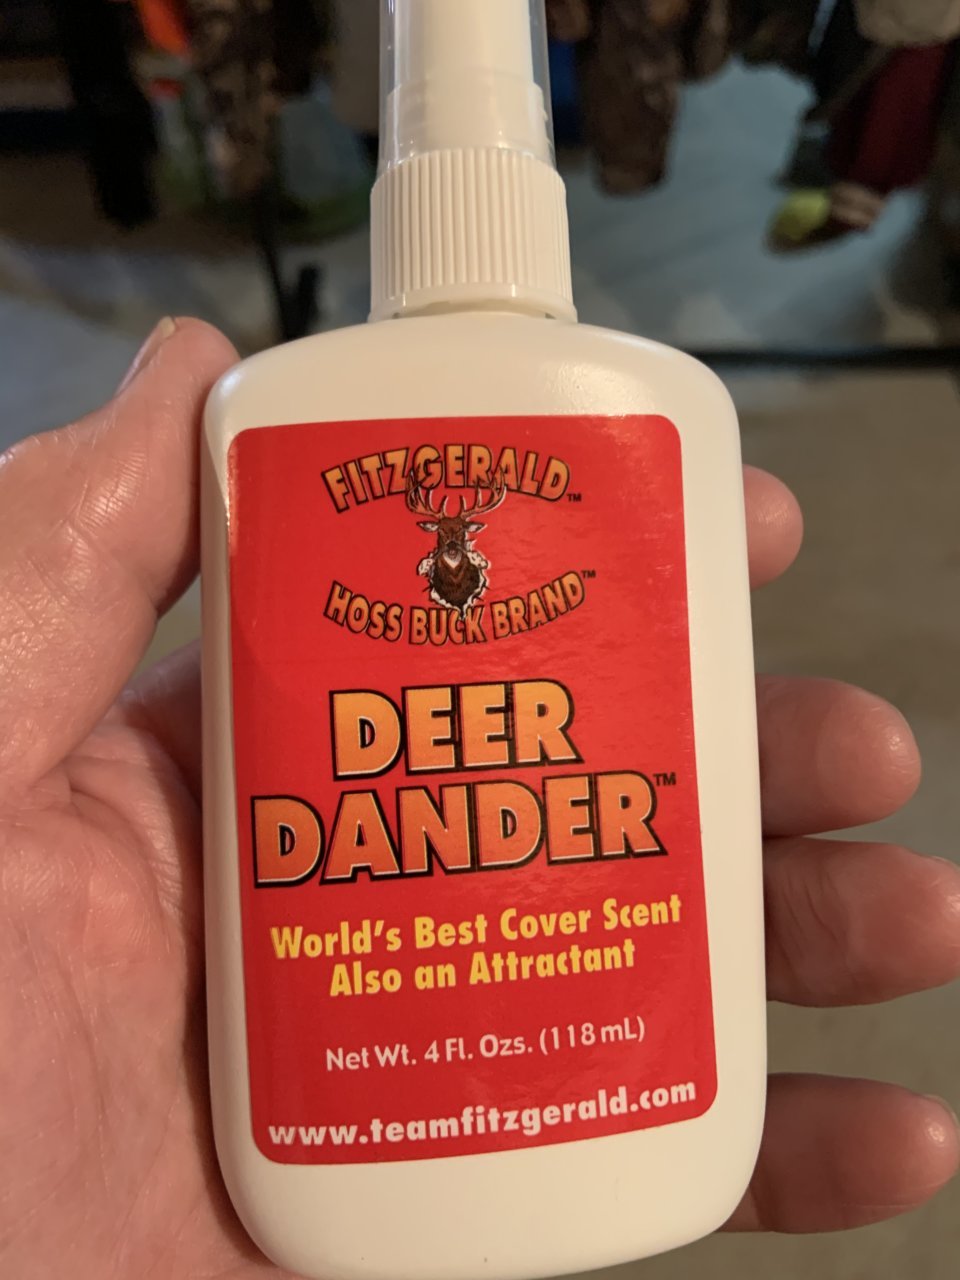 FITZGERALD™
HOSS BUCK BRAND™
DEER
DANDER™
World's Best Cover Scent
Also an Attractant
Net Wt. 4 Fl. Ozs. (118 mL)
www.teamfitzgerald.com